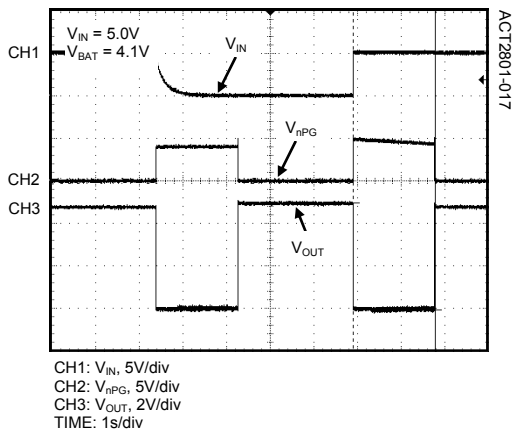 V_IN = 5.0V
V_BAT = 4.1V
CH1
V_IN
ACT2801-017
V_nPG
CH2
CH3
V_OUT
CH1: V_IN, 5V/div
CH2: V_nPG, 5V/div
CH3: V_OUT, 2V/div
TIME: 1s/div